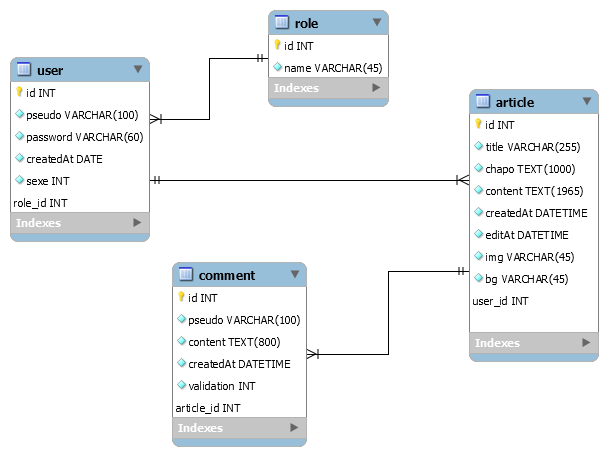 role
id INT
name VARCHAR(45)
Indexes
user
id INT
pseudo VARCHAR(100)
password VARCHAR(60)
createdAt DATE
sexe INT
role_id INT
Indexes
article
id INT
title VARCHAR(255)
chapo TEXT(1000)
content TEXT(1965)
createdAt DATETIME
editAt DATETIME
img VARCHAR(45)
bg VARCHAR(45)
user_id INT
Indexes
comment
id INT
pseudo VARCHAR(100)
content TEXT(800)
createdAt DATETIME
validation INT
article_id INT
Indexes